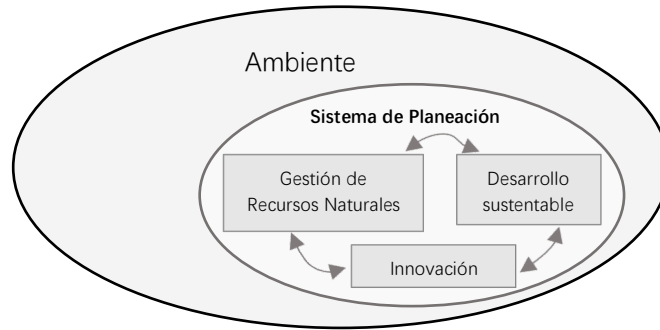 Ambiente
Sistema de Planeación
Gestión de
Recursos Naturales
Desarrollo
sustentable
Innovación